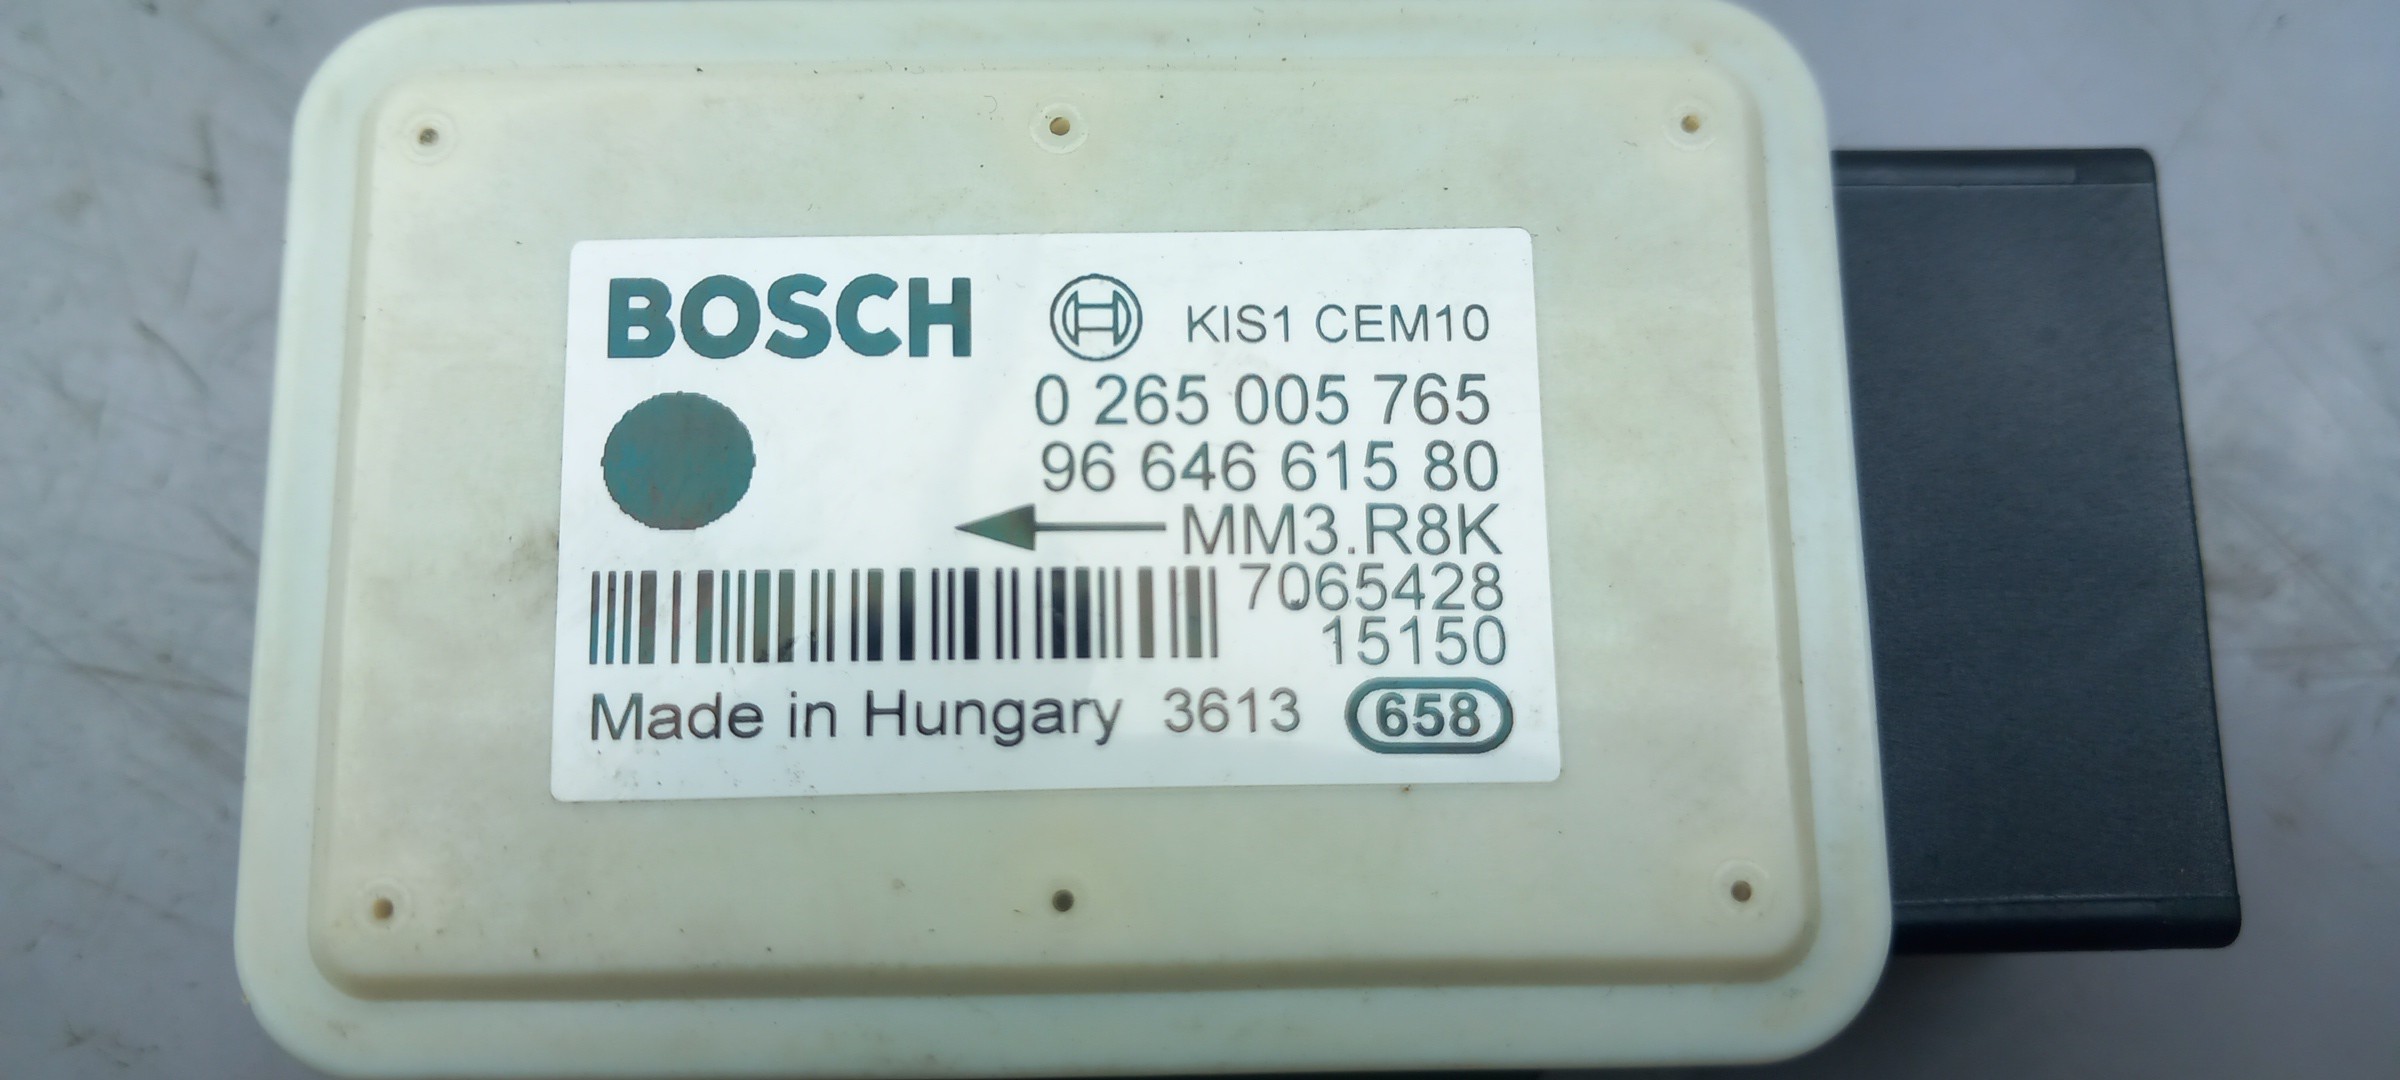 BOSCH KIS1 CEM10
0 265 005 765
96 646 615 80
MM3.R8K
7065428
15150
Made in Hungary 3613 658